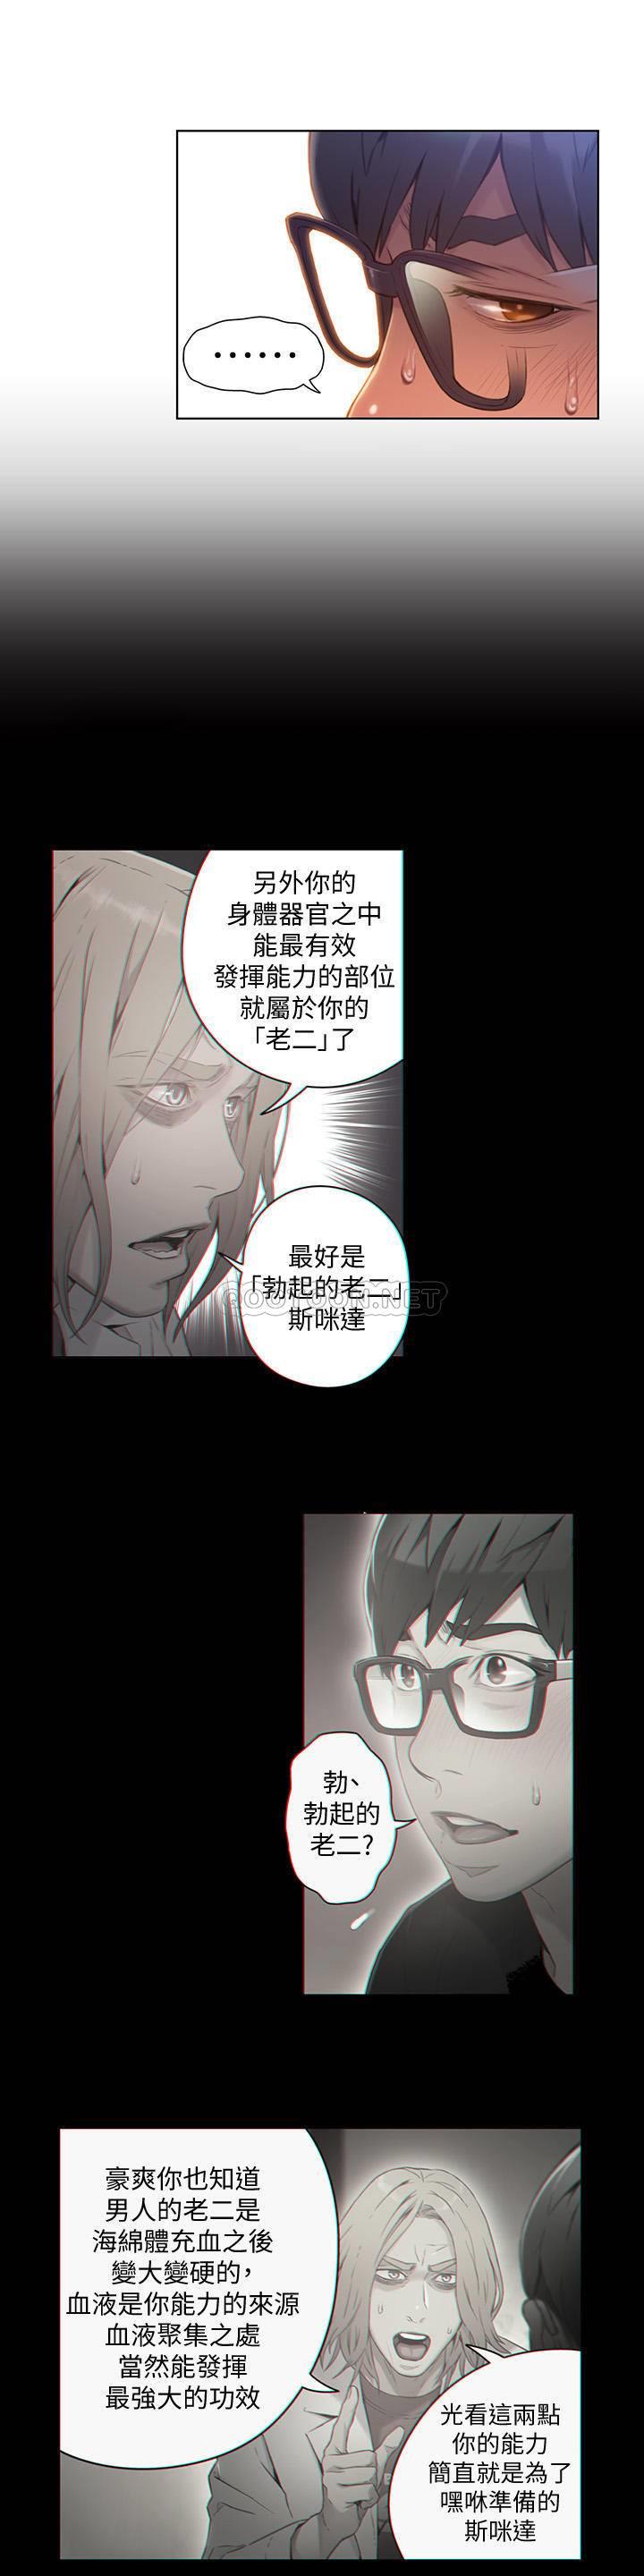 ······
另外你的
身體器官之中
能最有效
發揮能力的部位
就屬於你的
「老二」了
最好是
「勃起的老二」
斯咪達
QOOTOON.NET
勃、
勃起的
老二?
豪爽你也知道
男人的老二是
海綿體充血之後
變大變硬的，
血液是你能力的來源
血液聚集之處
當然能發揮
最強大的功效
光看這兩點
你的能力
簡直就是為了
嘿咻準備的
斯咪達